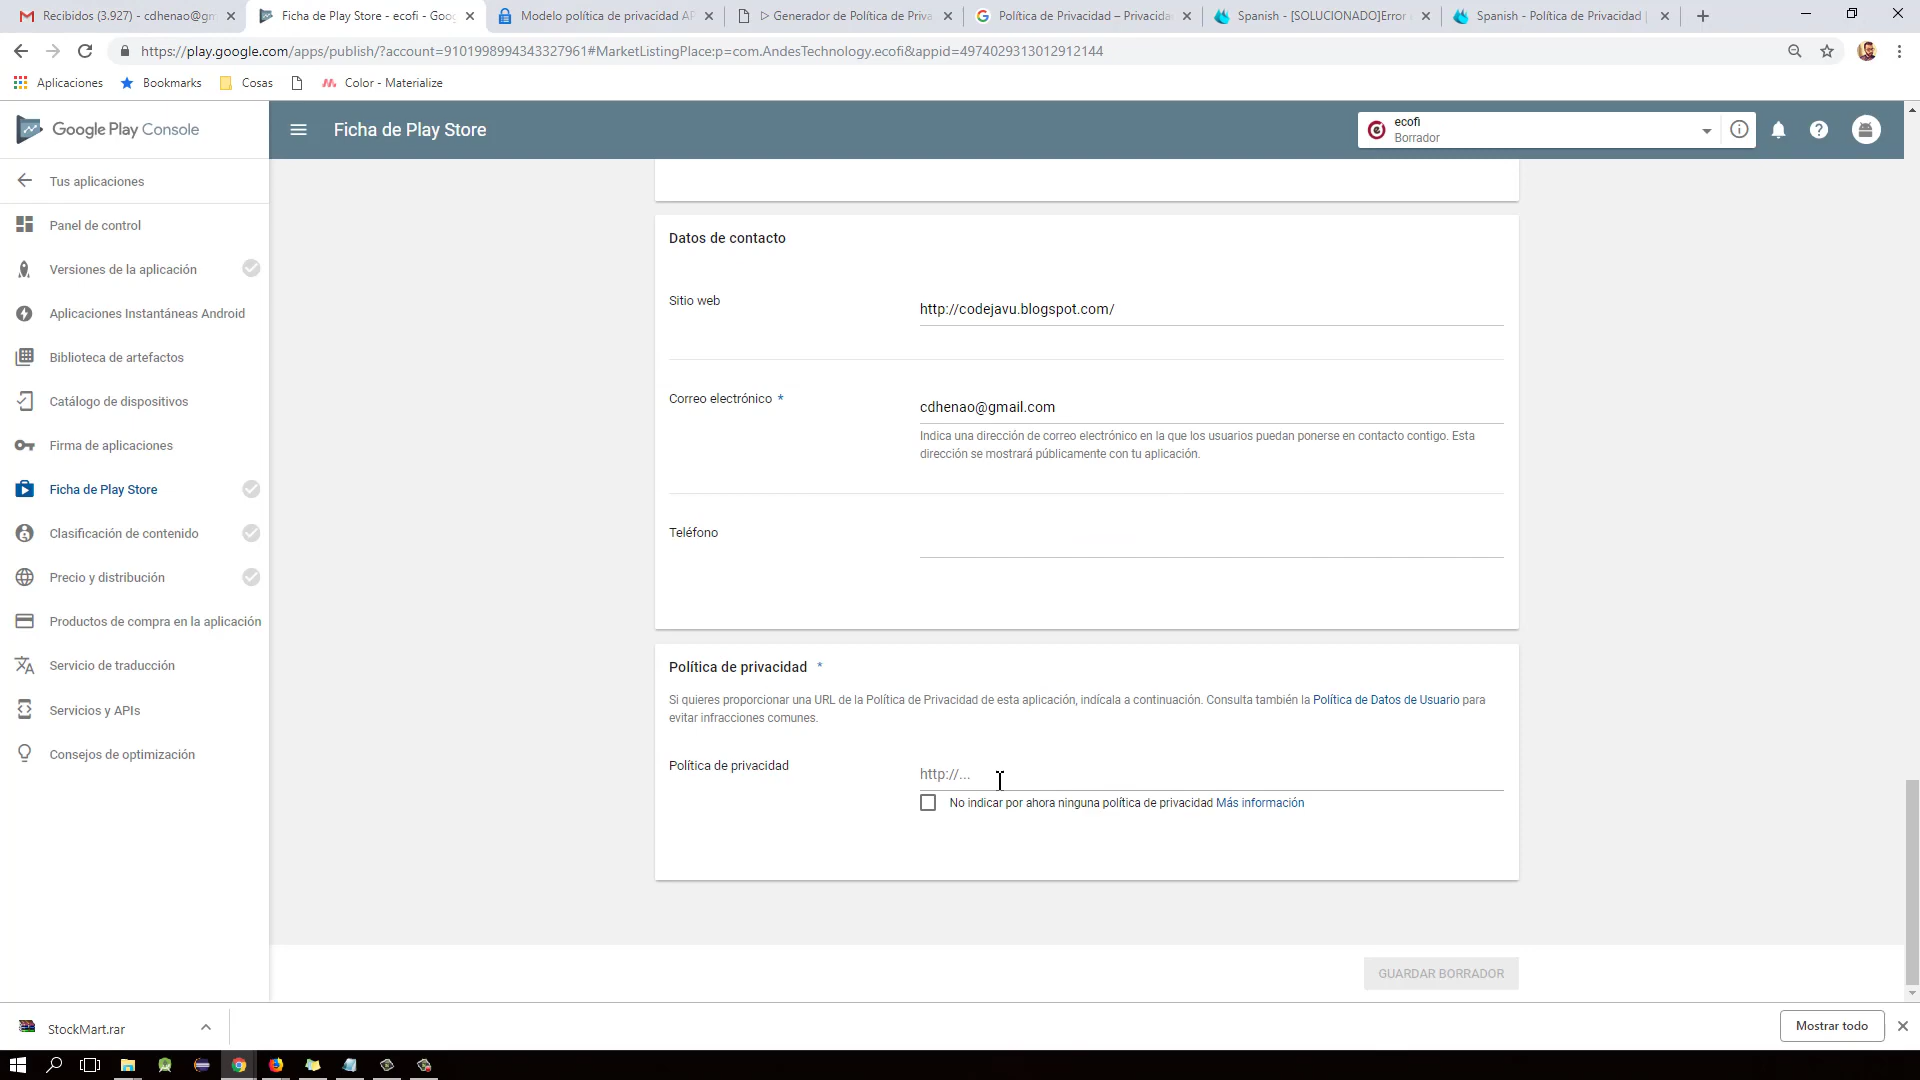 Recibidos (3.927) - cdhenao@gm
Ficha de Play Store - ecofi - Goog
Modelo política de privacidad AP
▷ Generador de Política de Priva
Política de Privacidad – Privacida
Spanish - [SOLUCIONADO]Error
Spanish - Política de Privacidad |
https://play.google.com/apps/publish/?account=9101998994343327961#MarketListingPlace:p=com.AndesTechnology.ecofi&appid=4974029313012912144
Aplicaciones
Bookmarks
Cosas
Color - Materialize
Google Play Console
Ficha de Play Store
ecofi
Borrador
Tus aplicaciones
Panel de control
Versiones de la aplicación
Aplicaciones Instantáneas Android
Biblioteca de artefactos
Catálogo de dispositivos
Firma de aplicaciones
Ficha de Play Store
Clasificación de contenido
Precio y distribución
Productos de compra en la aplicación
Servicio de traducción
Servicios y APIs
Consejos de optimización
Datos de contacto
Sitio web
http://codejavu.blogspot.com/
Correo electrónico *
cdhenao@gmail.com
Indica una dirección de correo electrónico en la que los usuarios puedan ponerse en contacto contigo. Esta
dirección se mostrará públicamente con tu aplicación.
Teléfono
Política de privacidad *
Si quieres proporcionar una URL de la Política de Privacidad de esta aplicación, indícala a continuación. Consulta también la Política de Datos de Usuario para
evitar infracciones comunes.
Política de privacidad
http://...
No indicar por ahora ninguna política de privacidad Más información
GUARDAR BORRADOR
StockMart.rar
Mostrar todo